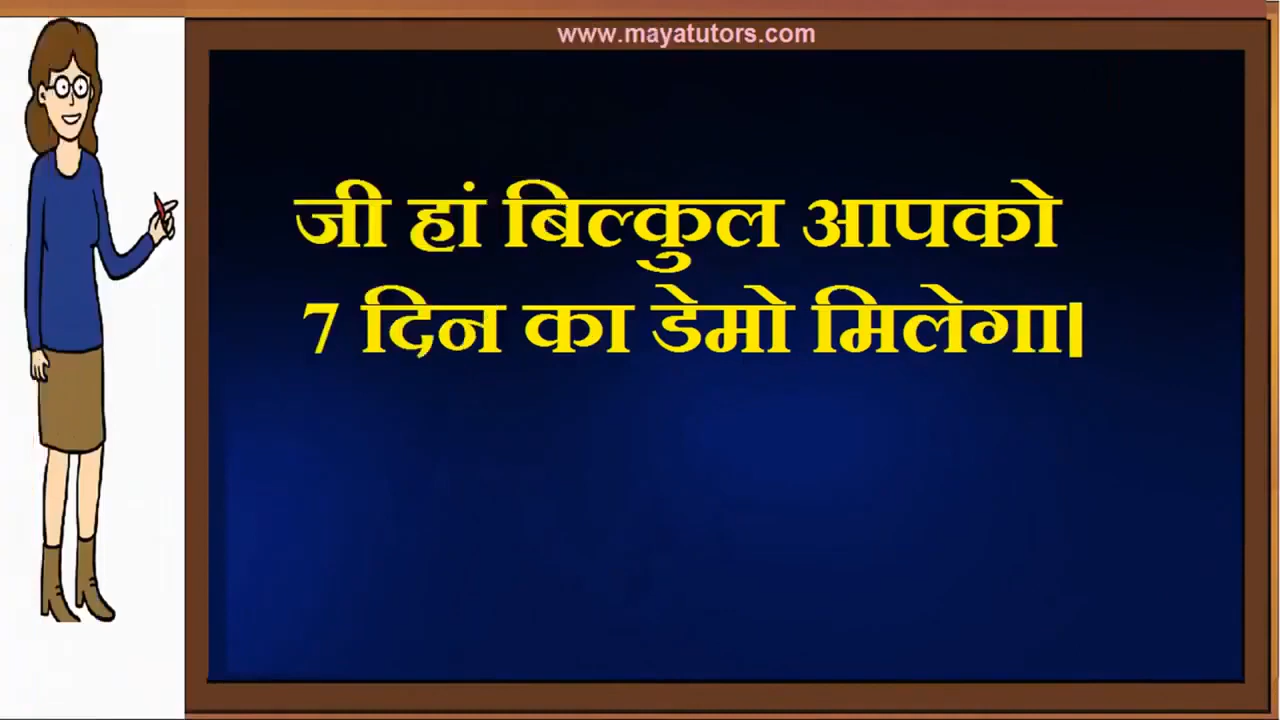 www.mayatutors.com
जी हां बिल्कुल आपको
7 दिन का डेमो मिलेगा।